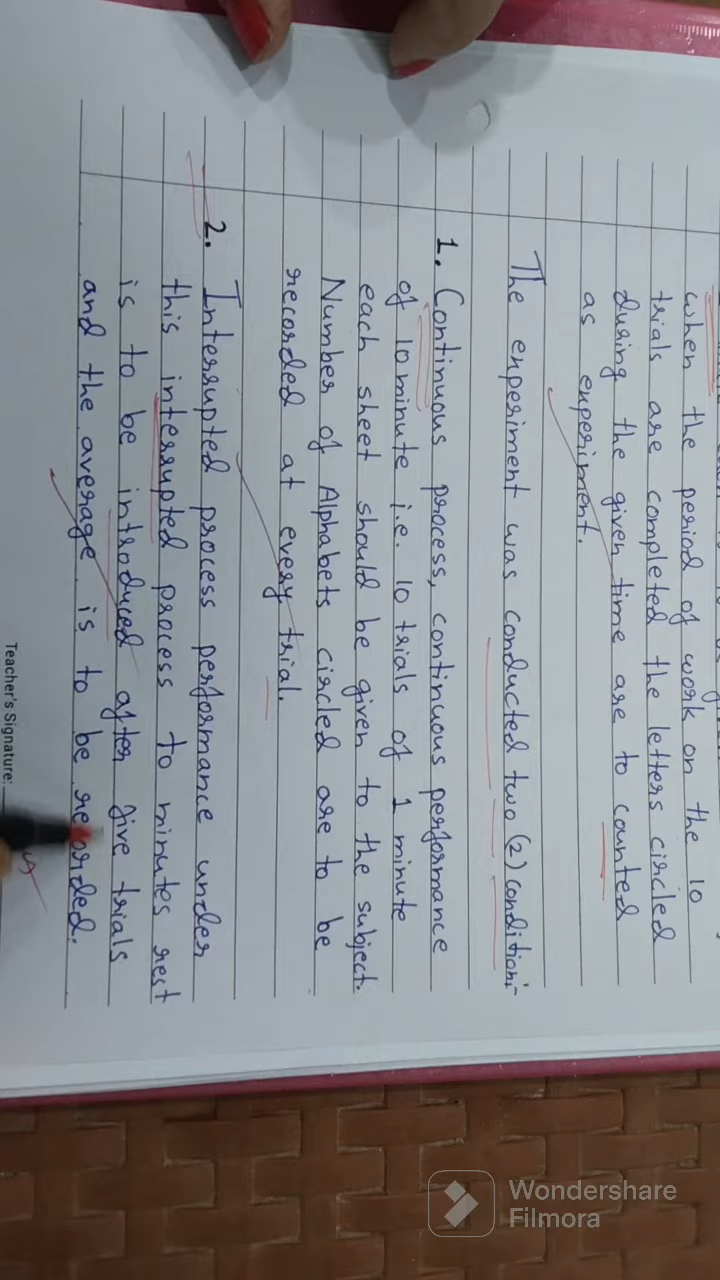 when the period of work on the 10
trials are completed the letters circled
during the given time are to counted
as experiment.
The experiment was conducted two (2) condition:-
1. Continuous process, continuous performance
of 10 minute i.e. 10 trials of 1 minute
each sheet should be given to the subject.
Number of Alphabets circled are to be
recorded at every trial.
2. Interrupted process performance under
this interrupted process to minutes rest
is to be introduced after five trials
and the average is to be recorded.
Teacher's Signature:
Wondershare
Filmora